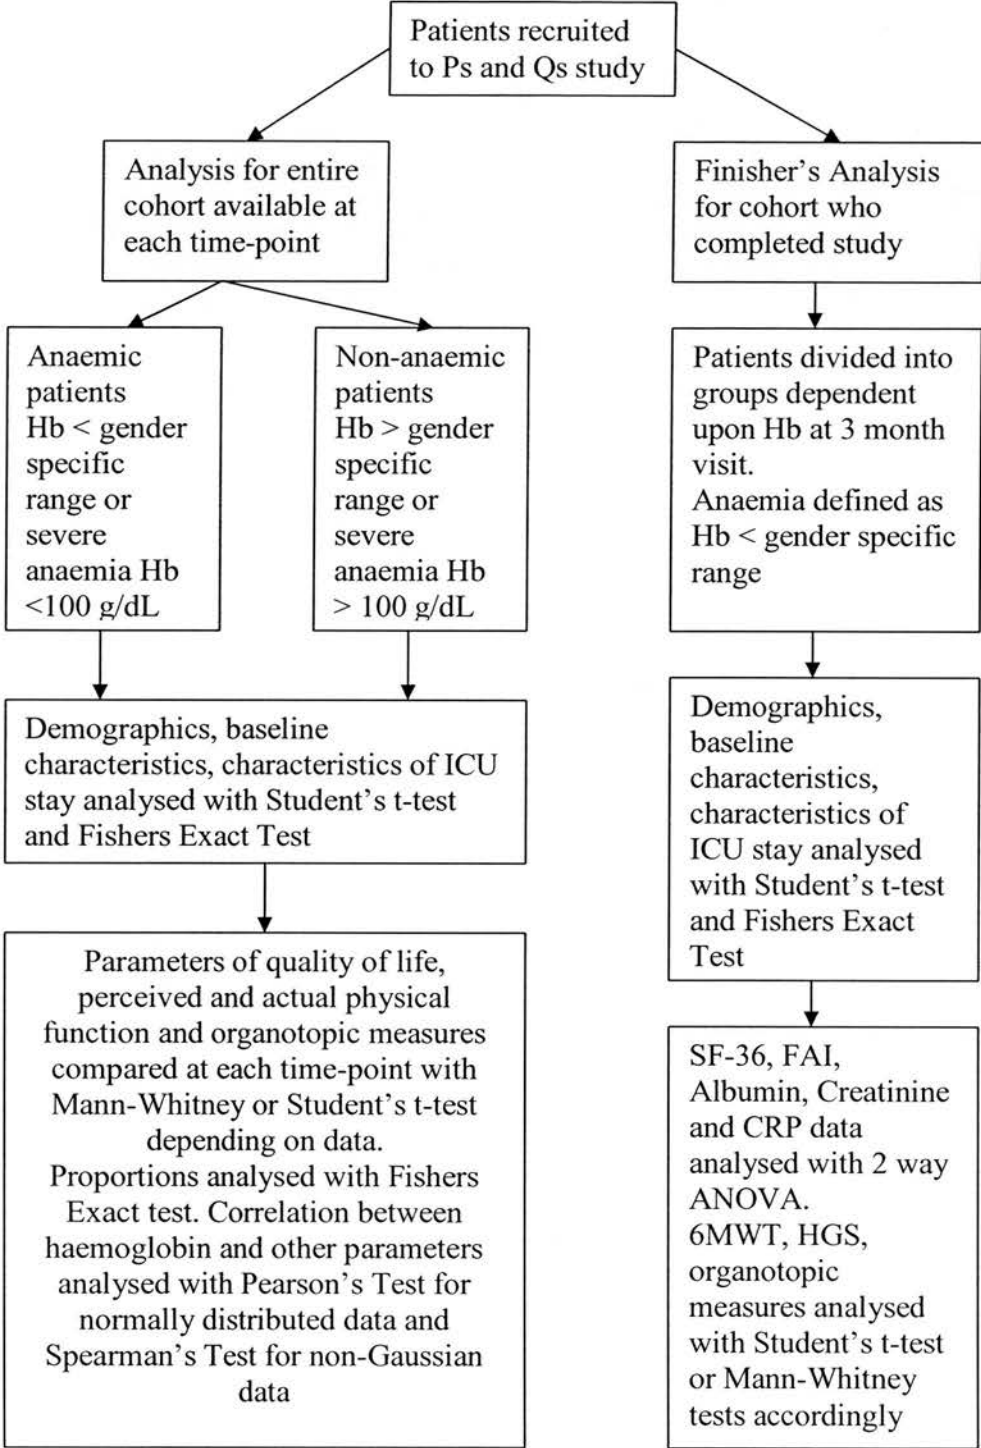 Patients recruited
to Ps and Qs study
Analysis for entire
cohort available at
each time-point
Finisher's Analysis
for cohort who
completed study
Anaemic
patients
Hb < gender
specific
range or
severe
anaemia Hb
<100 g/dL
Non-anaemic
patients
Hb > gender
specific
range or
severe
anaemia Hb
> 100 g/dL
Patients divided into
groups dependent
upon Hb at 3 month
visit.
Anaemia defined as
Hb < gender specific
range
Demographics, baseline
characteristics, characteristics of ICU
stay analysed with Student's t-test
and Fishers Exact Test
Demographics,
baseline
characteristics,
characteristics of
ICU stay analysed
with Student's t-test
and Fishers Exact
Test
Parameters of quality of life,
perceived and actual physical
function and organotopic measures
compared at each time-point with
Mann-Whitney or Student's t-test
depending on data.
Proportions analysed with Fishers
Exact test. Correlation between
haemoglobin and other parameters
analysed with Pearson's Test for
normally distributed data and
Spearman's Test for non-Gaussian
data
SF-36, FAI,
Albumin, Creatinine
and CRP data
analysed with 2 way
ANOVA.
6MWT, HGS,
organotopic
measures analysed
with Student's t-test
or Mann-Whitney
tests accordingly